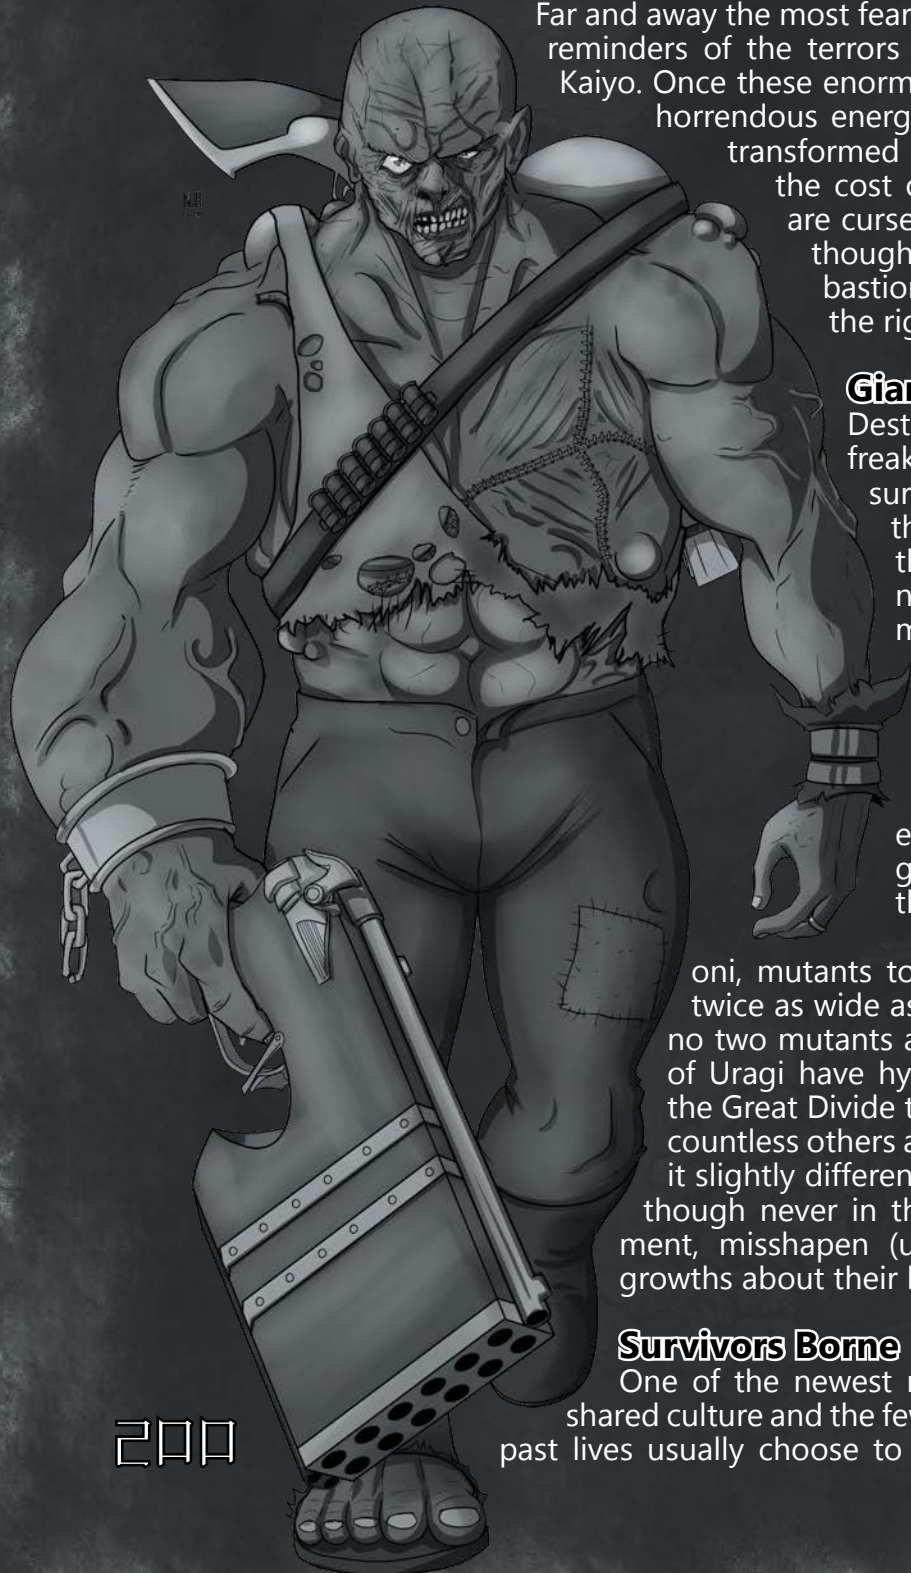 Far and away the most fear
reminders of the terrors
Kaiyo. Once these enorm
horrendous energ
transformed
the cost
are curse
though
bastion
the rig
Gian
Dest
freak
sur
th
th
n
m
e
g
th
oni, mutants to
twice as wide as
no two mutants a
of Uragi have hy
the Great Divide t
countless others a
it slightly differen
though never in th
ment, misshapen (u
growths about their
Survivors Borne
One of the newest
shared culture and the fe
past lives usually choose to
200